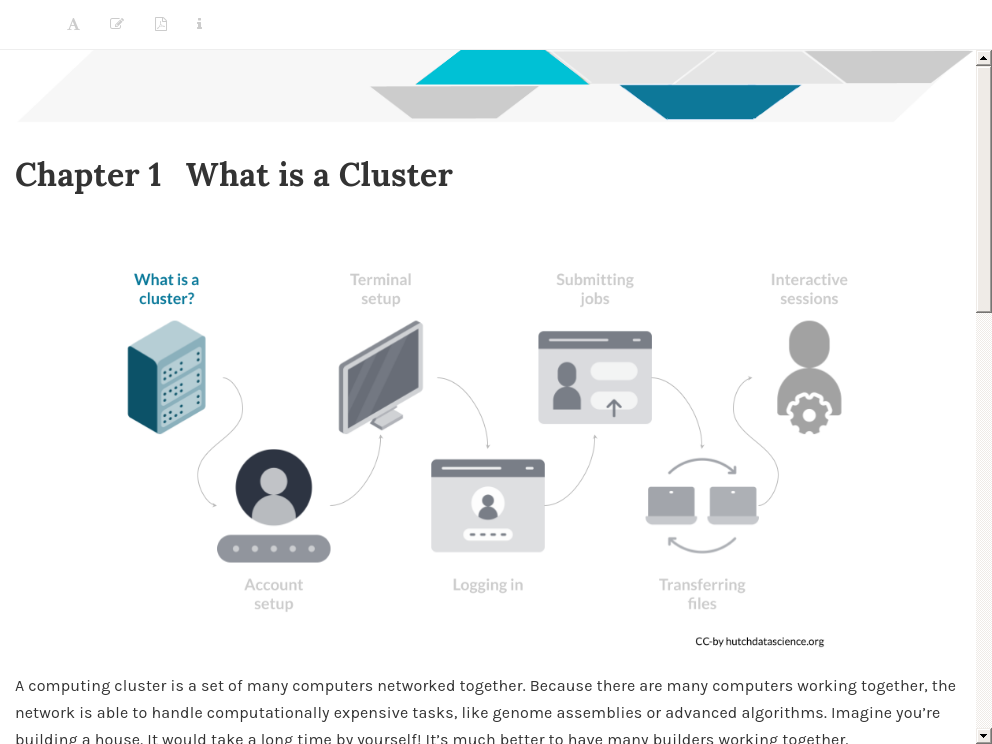 Chapter 1 What is a Cluster
What is a
cluster?
Terminal
setup
Submitting
jobs
Interactive
sessions
Account
setup
Logging in
Transferring
files
CC-by hutchdatascience.org
A computing cluster is a set of many computers networked together. Because there are many computers working together, the
network is able to handle computationally expensive tasks, like genome assemblies or advanced algorithms. Imagine you’re
building a house. It would take a long time by yourself! It’s much better to have many builders working together.